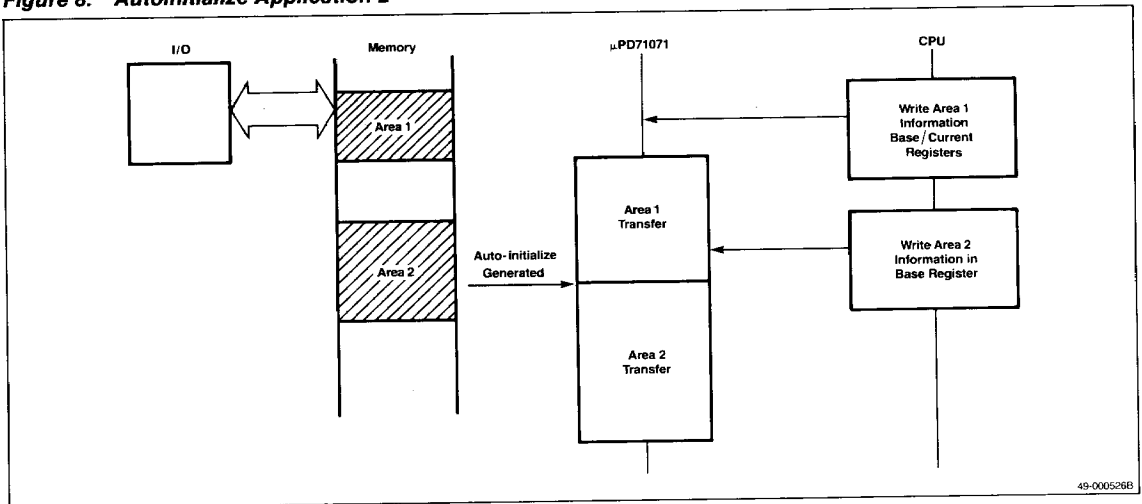 Figure 8. Autoinitialize Application 2
I/O
Memory
μPD71071
CPU
Area 1
Area 2
Auto-initialize
Generated
Area 1
Transfer
Area 2
Transfer
Write Area 1
Information
Base/Current
Registers
Write Area 2
Information in
Base Register
49-000526B